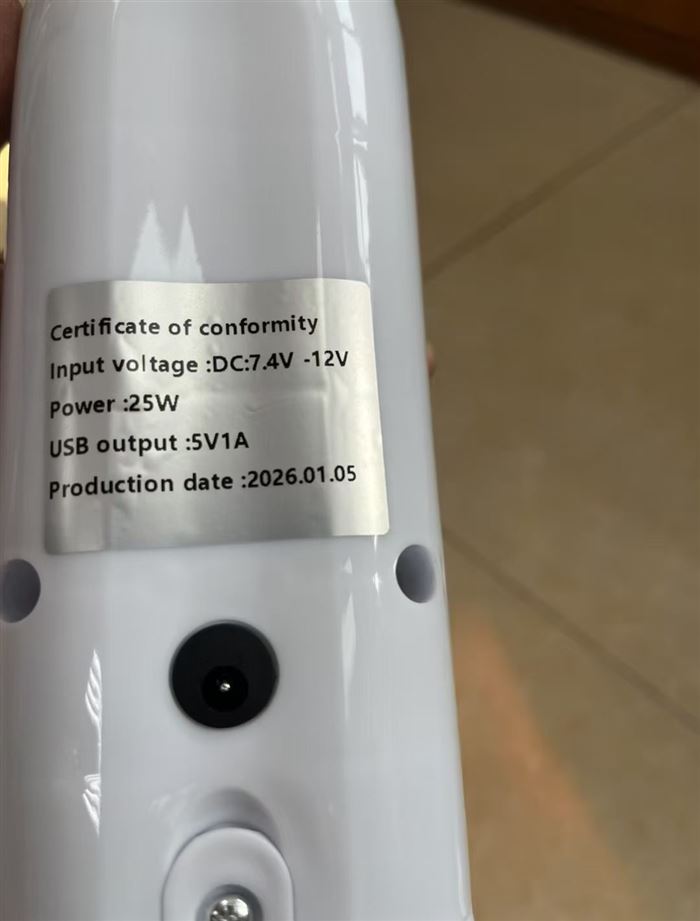 Certificate of conformity
Input voltage :DC:7.4V -12V
Power :25W
USB output :5V1A
Production date :2026.01.05